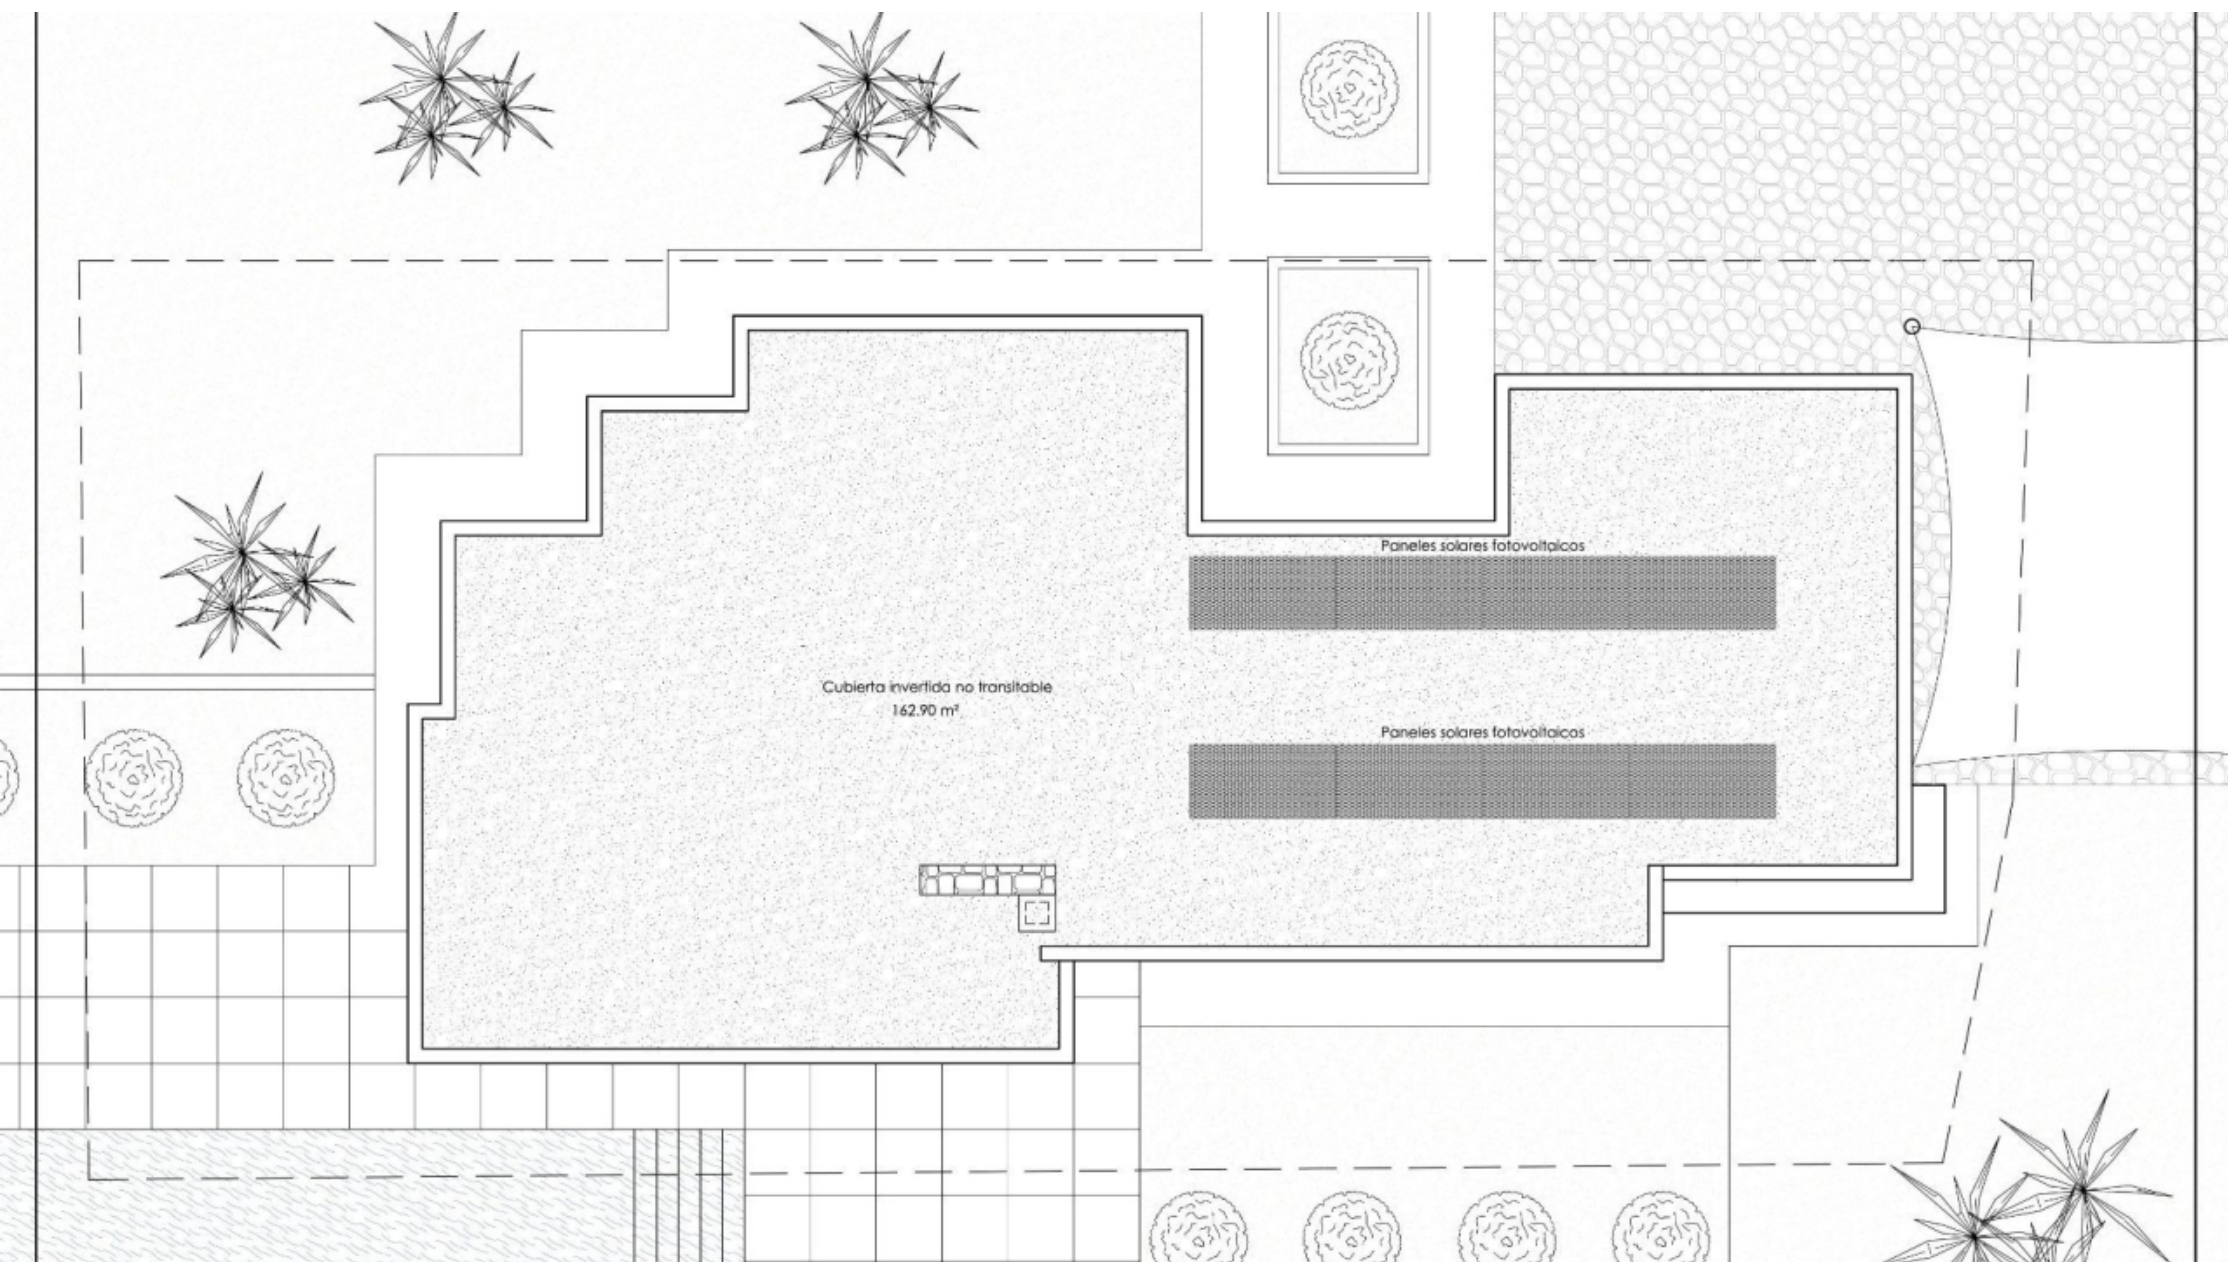 Paneles solares fotovoltaicos
Cubierta invertida no transitable
162.90 m²
Paneles solares fotovoltaicos